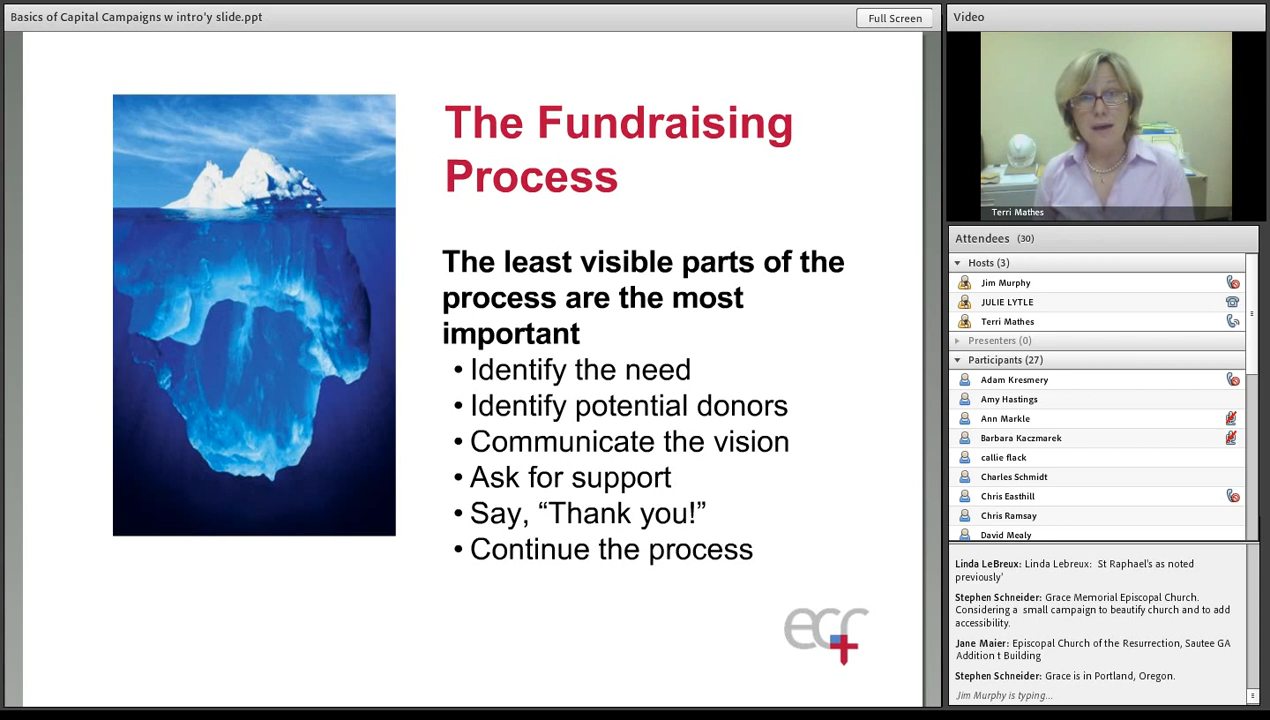 Basics of Capital Campaigns w intro'y slide.ppt
Full Screen
The Fundraising
Process
The least visible parts of the
process are the most
important
• Identify the need
• Identify potential donors
• Communicate the vision
• Ask for support
• Say, “Thank you!”
• Continue the process
ecf
Video
Terri Mathes
Attendees (30)
Hosts (3)
Jim Murphy
JULIE LYTLE
Terri Mathes
Presenters (0)
Participants (27)
Adam Kresmery
Amy Hastings
Ann Markle
Barbara Kaczmarek
callie flack
Charles Schmidt
Chris Easthill
Chris Ramsay
David Mealy
Linda LeBreux: Linda Lebreux: St Raphael's as noted
previously'
Stephen Schneider: Grace Memorial Episcopal Church.
Considering a small campaign to beautify church and to add
accessibility.
Jane Maier: Episcopal Church of the Resurrection, Sautee GA
Addition t Building
Stephen Schneider: Grace is in Portland, Oregon.
Jim Murphy is typing...